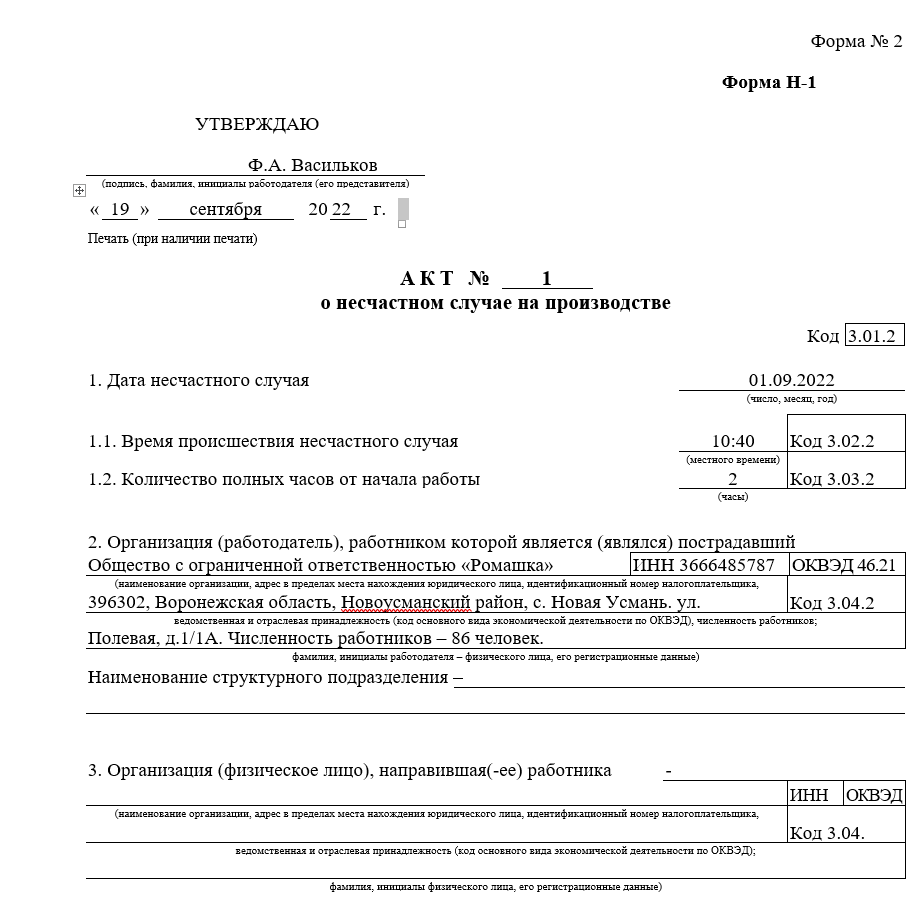 Форма № 2
Форма Н-1
УТВЕРЖДАЮ
Ф.А. Васильков
(подпись, фамилия, инициалы работодателя (его представителя)
« 19 » сентября 20 22 г.
Печать (при наличии печати)
АКТ № 1
о несчастном случае на производстве
Код 3.01.2
1. Дата несчастного случая 01.09.2022
(число, месяц, год)
1.1. Время происшествия несчастного случая 10:40 Код 3.02.2
(местного времени)
1.2. Количество полных часов от начала работы 2 Код 3.03.2
(часы)
2. Организация (работодатель), работником которой является (являлся) пострадавший
Общество с ограниченной ответственностью «Ромашка» ИНН 3666485787 ОКВЭД 46.21
(наименование организации, адрес в пределах места нахождения юридического лица, идентификационный номер налогоплательщика,
396302, Воронежская область, Новоусманский район, с. Новая Усмань. ул. Код 3.04.2
ведомственная и отраслевая принадлежность (код основного вида экономической деятельности по ОКВЭД), численность работников;
Полевая, д.1/1А. Численность работников – 86 человек.
фамилия, инициалы работодателя – физического лица, его регистрационные данные)
Наименование структурного подразделения –
3. Организация (физическое лицо), направившая(-ее) работника -
ИНН ОКВЭД
(наименование организации, адрес в пределах места нахождения юридического лица, идентификационный номер налогоплательщика,
Код 3.04.
ведомственная и отраслевая принадлежность (код основного вида экономической деятельности по ОКВЭД);
фамилия, инициалы физического лица, его регистрационные данные)